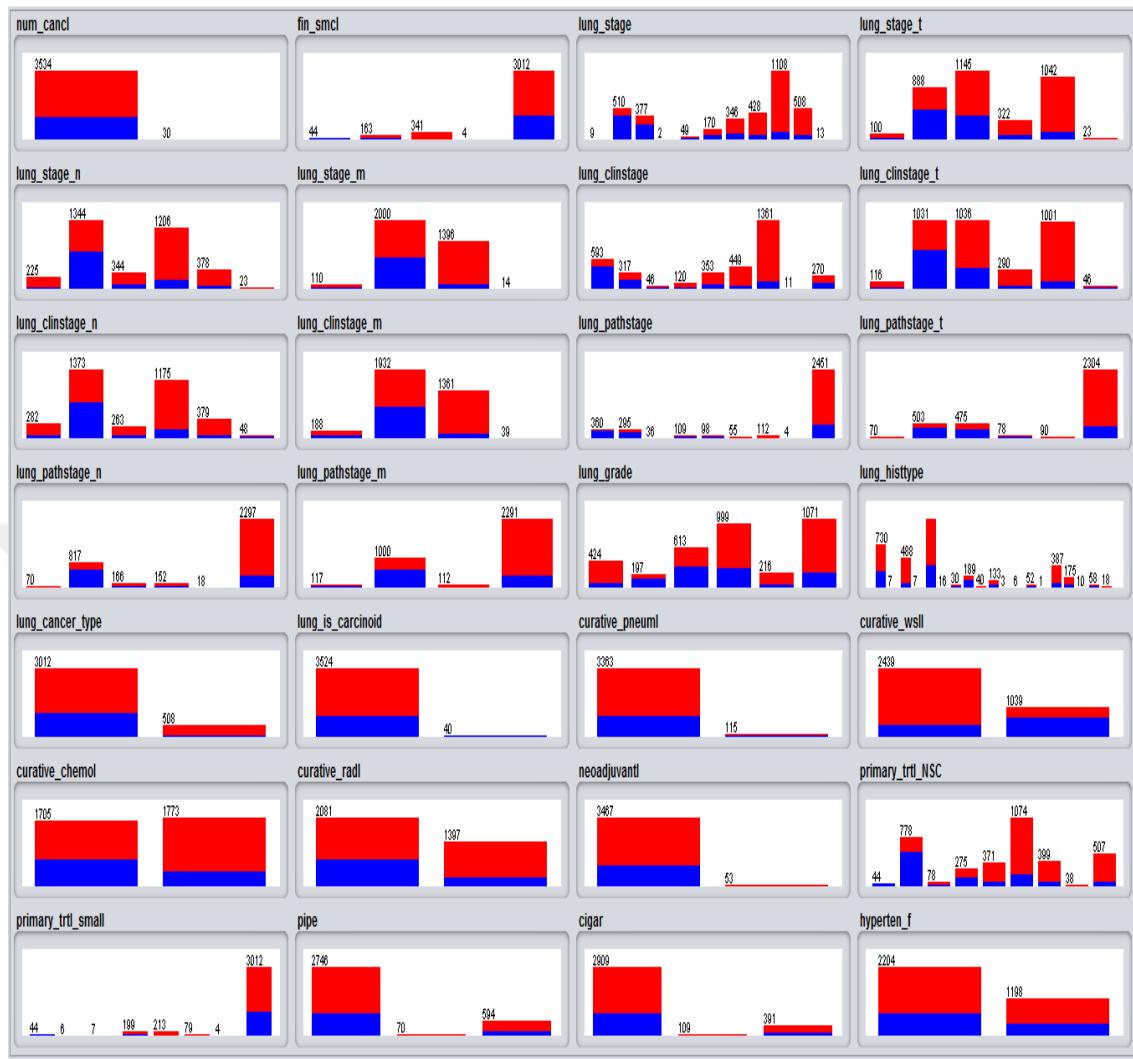 num_cancl fin_smcl lung_stage lung_stage_t
3534 30
44 163 341 4 3012
9 510 377 2 49 170 346 428 1108 508 13
100 888 1145 322 1042 23
lung_stage_n lung_stage_m lung_clinstage lung_clinstage_t
225 1344 344 1206 378 23
110 2000 1396 14
593 317 46 120 353 449 1361 11 270
116 1031 1036 290 1001 46
lung_clinstage_n lung_clinstage_m lung_pathstage lung_pathstage_t
282 1373 263 1175 379 48
188 1932 1361 39
360 295 36 109 98 55 112 4 2451
70 503 475 78 90 2304
lung_pathstage_n lung_pathstage_m lung_grade lung_histtype
70 817 166 152 18 2297
117 1000 112 2291
424 197 613 999 216 1071
730 7 488 7 16 30 189 40 133 3 6 52 1 387 175 10 58 18
lung_cancer_type lung_is_carcinoid curative_pneuml curative_wsll
3012 508
3524 40
3363 115
2439 1039
curative_chemol curative_radl neoadjuvantl primary_trtl_NSC
1705 1773
2081 1397
3467 53
44 778 78 275 371 1074 399 38 507
primary_trtl_small pipe cigar hyperten_f
44 6 7 199 213 79 4 3012
2746 70 594
2909 109 391
2204 1198